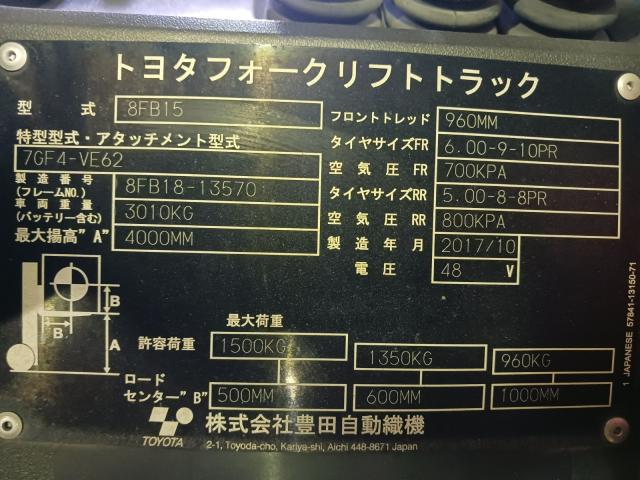 トヨタフォークリフトトラック
型 式 8FB15
特型型式・アタッチメント型式
7GF4-VE62
製造番号
(フレームNO.) 8FB18-13570
車両重量
(バッテリー含む) 3010KG
最大揚高"A" 4000MM
フロントトレッド 960MM
タイヤサイズFR 6.00-9-10PR
空気圧 FR 700KPA
タイヤサイズRR 5.00-8-8PR
空気圧 RR 800KPA
製造年月 2017/10
電圧 48 V
B
B
A
最大荷重
許容荷重 1500KG 1350KG 960KG
ロード
センター"B" 500MM 600MM 1000MM
TOYOTA
株式会社豊田自動織機
2-1, Toyoda-cho, Kariya-shi, Aichi 448-8671 Japan
1 JAPANESE 57841-13150-71